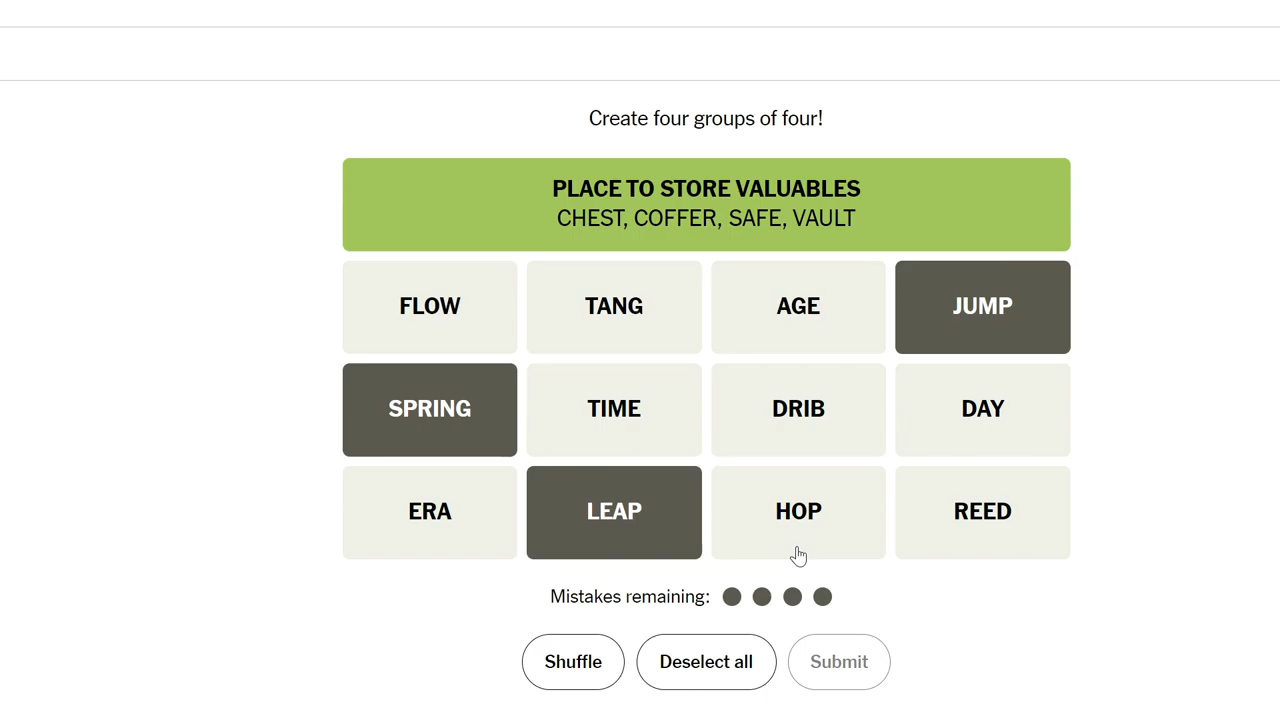 Create four groups of four!
PLACE TO STORE VALUABLES
CHEST, COFFER, SAFE, VAULT
FLOW TANG AGE JUMP
SPRING TIME DRIB DAY
ERA LEAP HOP REED
Mistakes remaining:
Shuffle Deselect all Submit